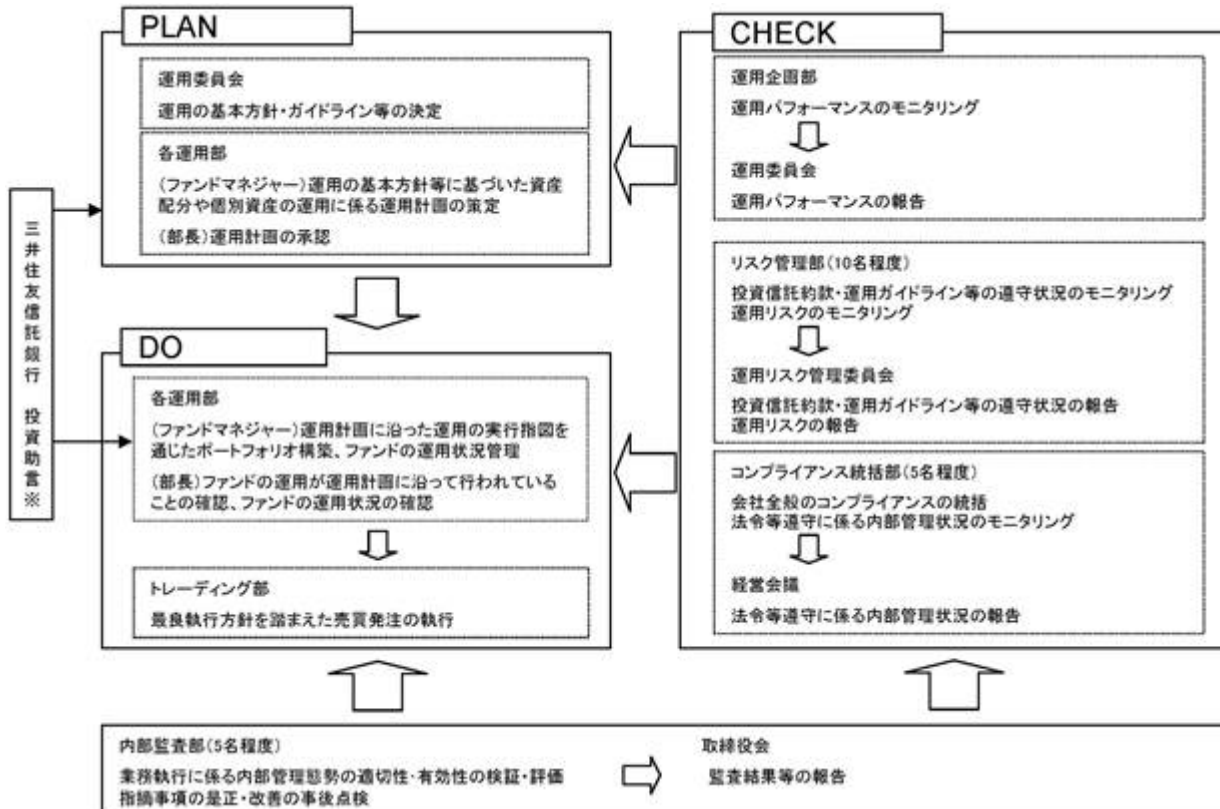 PLAN
運用委員会
運用の基本方針・ガイドライン等の決定
各運用部
(ファンドマネジャー)運用の基本方針等に基づいた資産
配分や個別資産の運用に係る運用計画の策定
(部長)運用計画の承認
三井住友信託銀行 投資助言※
DO
各運用部
(ファンドマネジャー)運用計画に沿った運用の実行指図を
通じたポートフォリオ構築、ファンドの運用状況管理
(部長)ファンドの運用が運用計画に沿って行われている
ことの確認、ファンドの運用状況の確認
トレーディング部
最良執行方針を踏まえた売買発注の執行
CHECK
運用企画部
運用パフォーマンスのモニタリング
運用委員会
運用パフォーマンスの報告
リスク管理部(10名程度)
投資信託約款・運用ガイドライン等の遵守状況のモニタリング
運用リスクのモニタリング
運用リスク管理委員会
投資信託約款・運用ガイドライン等の遵守状況の報告
運用リスクの報告
コンプライアンス統括部(5名程度)
会社全般のコンプライアンスの統括
法令等遵守に係る内部管理状況のモニタリング
経営会議
法令等遵守に係る内部管理状況の報告
内部監査部(5名程度)
業務執行に係る内部管理態勢の適切性・有効性の検証・評価
指摘事項の是正・改善の事後点検
取締役会
監査結果等の報告